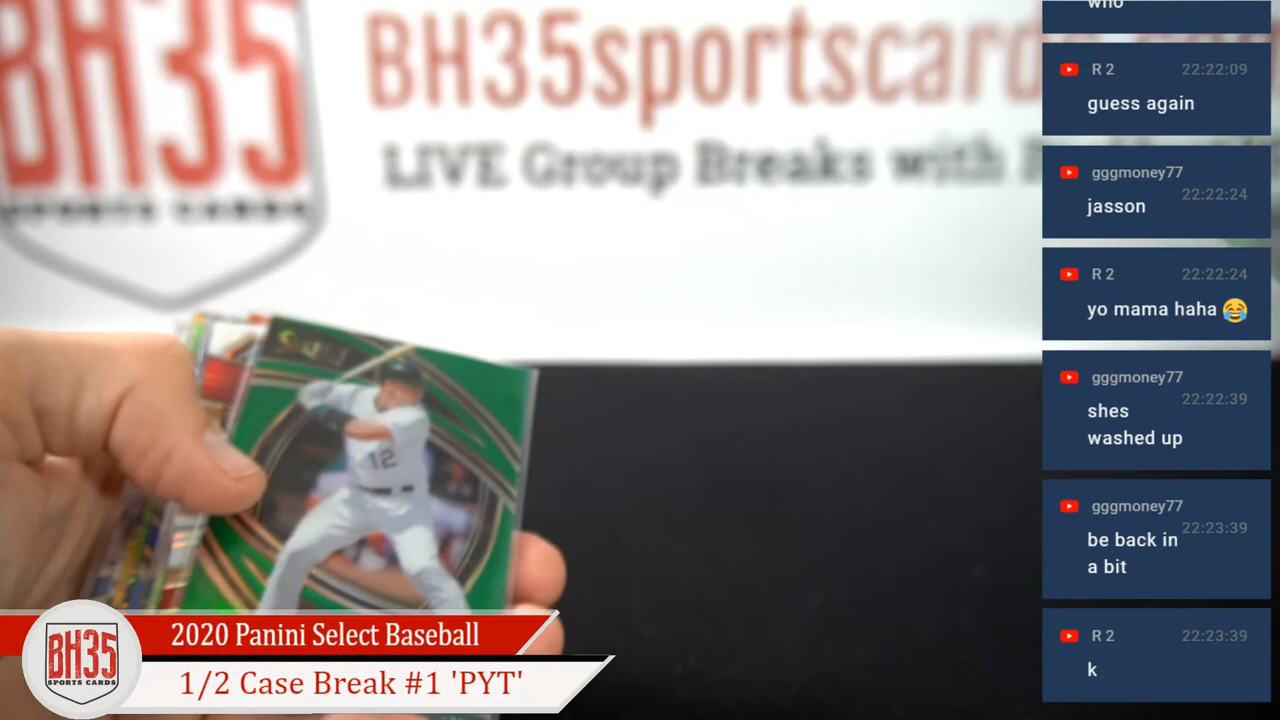 BH35
SPORTS CARDS
BH35sportscard
LIVE Group Breaks with
12
who
R 2 22:22:09
guess again
gggmoney77 22:22:24
jasson
R 2 22:22:24
yo mama haha 😂
gggmoney77 22:22:39
shes
washed up
gggmoney77 22:23:39
be back in
a bit
R 2 22:23:39
k
BH35
SPORTS CARDS
2020 Panini Select Baseball
1/2 Case Break #1 'PYT'